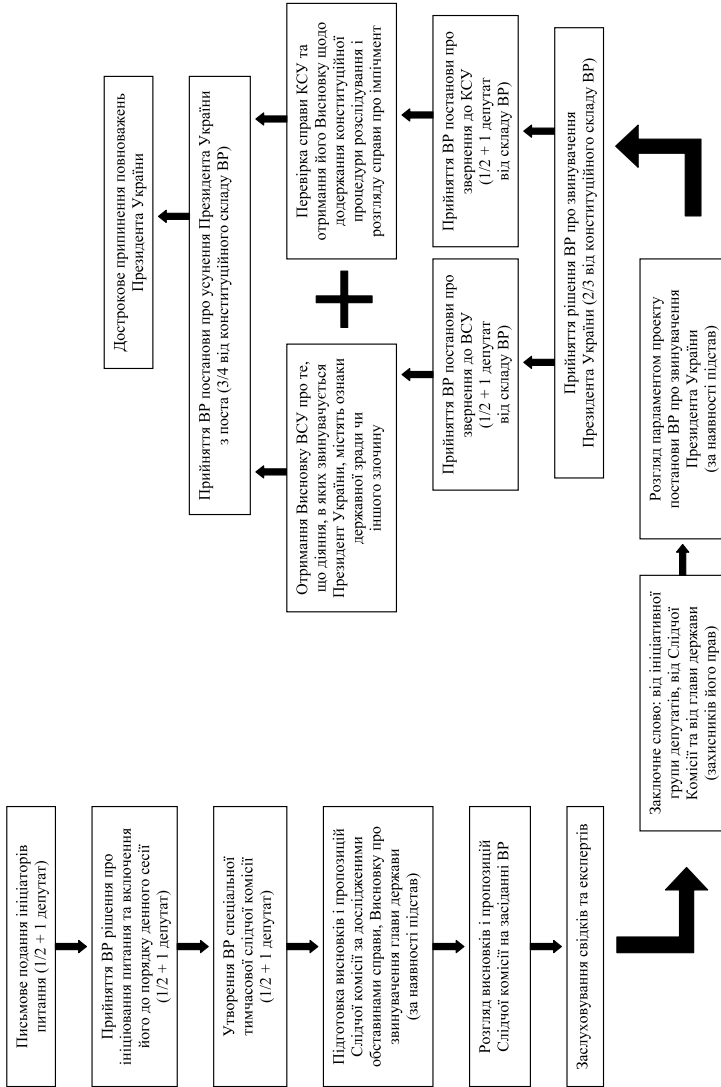 Письмове подання ініціаторів
питання (1/2 + 1 депутат)
Прийняття ВР рішення про
ініціювання питання та включення
його до порядку денного сесії
(1/2 + 1 депутат)
Утворення ВР спеціальної
тимчасової слідчої комісії
(1/2 + 1 депутат)
Підготовка висновків і пропозицій
Слідчої комісії за дослідженими
обставинами справи, Висновку про
звинувачення глави держави
(за наявності підстав)
Розгляд висновків і пропозицій
Слідчої комісії на засіданні ВР
Заслуховування свідків та експертів
Заключне слово: від ініціативної
групи депутатів, від Слідчої
Комісії та від глави держави
(захисників його прав)
Розгляд парламентом проекту
постанови ВР про звинувачення
Президента України
(за наявності підстав)
Прийняття рішення ВР про звинувачення
Президента України (2/3 від конституційного складу ВР)
Прийняття ВР постанови про
звернення до ВСУ
(1/2 + 1 депутат
від складу ВР)
Прийняття ВР постанови про
звернення до КСУ
(1/2 + 1 депутат
від складу ВР)
Отримання Висновку ВСУ про те,
що діяння, в яких звинувачується
Президент України, містять ознаки
державної зради чи
іншого злочину
Перевірка справи КСУ та
отримання його Висновку щодо
додержання конституційної
процедури розслідування і
розгляду справи про імпічмент
Прийняття ВР постанови про усунення Президента України
з поста (3/4 від конституційного складу ВР)
Дострокове припинення повноважень
Президента України